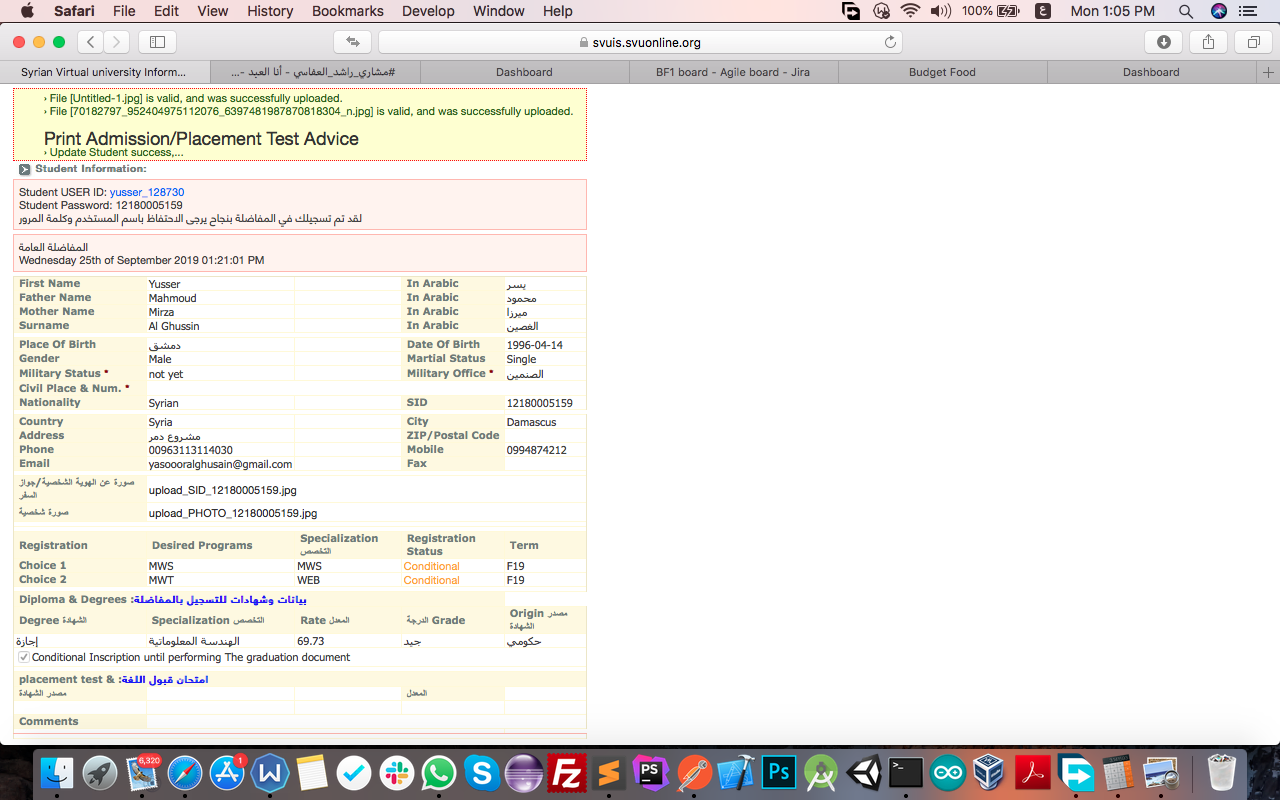 Safari File Edit View History Bookmarks Develop Window Help 100% ع Mon 1:05 PM
svuis.svuonline.org
Syrian Virtual university Inform... #مشاري_راشد_العفاسي - أنا العبد -... Dashboard BF1 board - Agile board - Jira Budget Food Dashboard
› File [Untitled-1.jpg] is valid, and was successfully uploaded.
› File [70182797_952404975112076_6397481987870818304_n.jpg] is valid, and was successfully uploaded.
Print Admission/Placement Test Advice
› Update Student success,...
Student Information:
Student USER ID: yusser_128730
Student Password: 12180005159
لقد تم تسجيلك في المفاضلة بنجاح يرجى الاحتفاظ باسم المستخدم وكلمة المرور
المفاضلة العامة
Wednesday 25th of September 2019 01:21:01 PM
First Name Yusser In Arabic يسر
Father Name Mahmoud In Arabic محمود
Mother Name Mirza In Arabic ميرزا
Surname Al Ghussin In Arabic الغصين
Place Of Birth دمشق Date Of Birth 1996-04-14
Gender Male Martial Status Single
Military Status * not yet Military Office * الصنمين
Civil Place & Num. *
Nationality Syrian SID 12180005159
Country Syria City Damascus
Address مشروع دمر ZIP/Postal Code
Phone 00963113114030 Mobile 0994874212
Email yasoooralghusain@gmail.com Fax
صورة عن الهوية الشخصية/جواز السفر upload_SID_12180005159.jpg
صورة شخصية upload_PHOTO_12180005159.jpg
Registration Desired Programs Specialization التخصص Registration Status Term
Choice 1 MWS MWS Conditional F19
Choice 2 MWT WEB Conditional F19
Diploma & Degrees :بيانات وشهادات للتسجيل بالمفاضلة
Degree الشهادة Specialization التخصص Rate المعدل الدرجة Grade Origin مصدر الشهادة
إجازة الهندسة المعلوماتية 69.73 جيد حكومي
Conditional Inscription until performing The graduation document
placement test & :امتحان قبول اللغة
مصدر الشهادة المعدل
Comments
6,320 1 W PS Ps